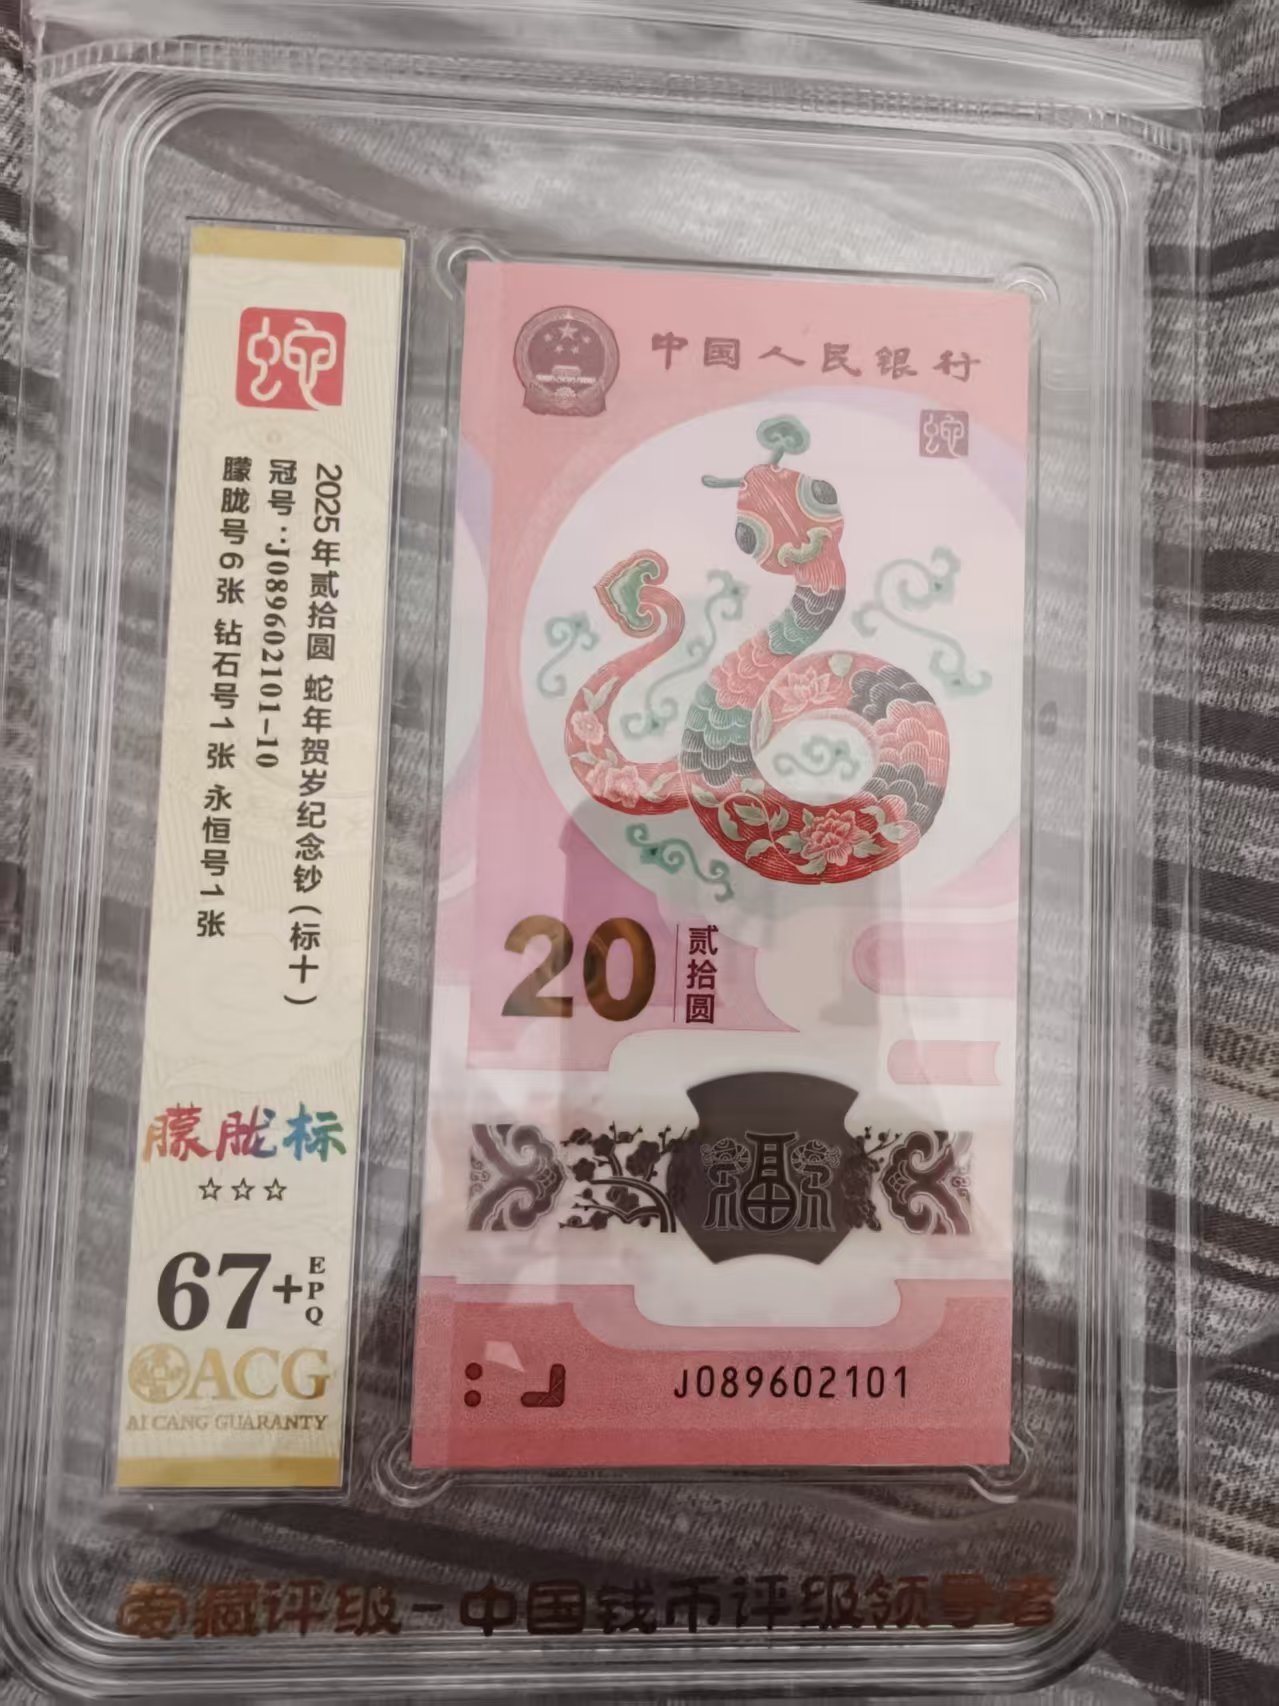 蛇
2025年贰拾圆 蛇年贺岁纪念钞(标十)
冠号:J089602101-10
朦胧号6张 钻石号1张 永恒号1张
朦胧标
☆☆☆
67+
EPQ
ACG
AI CANG GUARANTY
中国人民银行
蛇
20
贰拾圆
福
J089602101
爱藏评级-中国钱币评级领导者